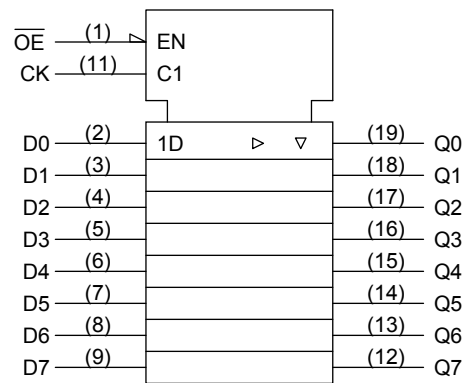 O̅E̅ (1) EN
CK (11) C1
D0 (2) 1D (19) Q0
D1 (3) (18) Q1
D2 (4) (17) Q2
D3 (5) (16) Q3
D4 (6) (15) Q4
D5 (7) (14) Q5
D6 (8) (13) Q6
D7 (9) (12) Q7